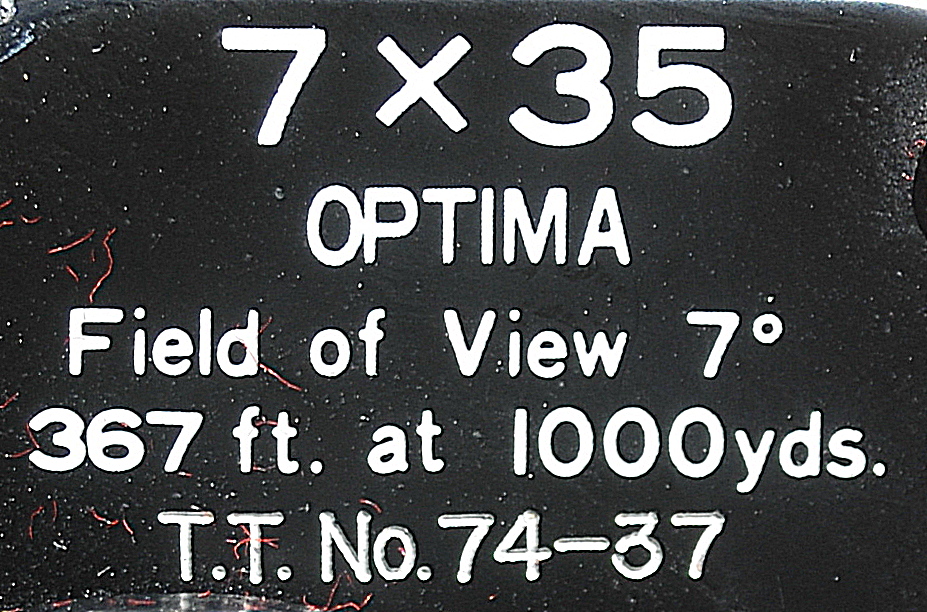 7×35
OPTIMA
Field of View 7°
367 ft. at 1000yds.
T.T. No. 74-37